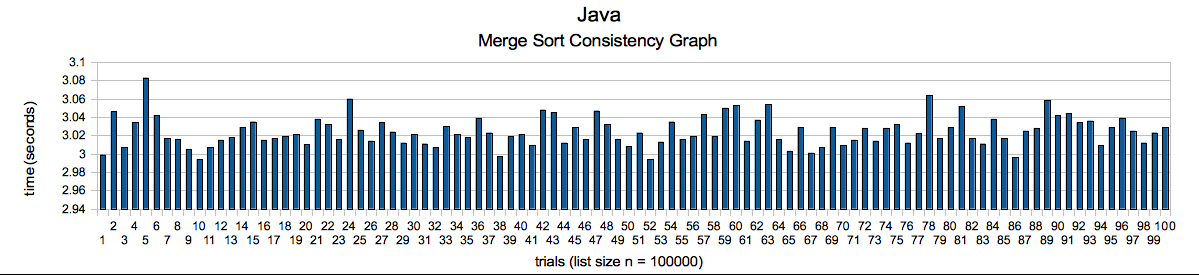 Java
Merge Sort Consistency Graph
time (seconds)
3.1
3.08
3.06
3.04
3.02
3
2.98
2.96
2.94
2 4 6 8 10 12 14 16 18 20 22 24 26 28 30 32 34 36 38 40 42 44 46 48 50 52 54 56 58 60 62 64 66 68 70 72 74 76 78 80 82 84 86 88 90 92 94 96 98 100
1 3 5 7 9 11 13 15 17 19 21 23 25 27 29 31 33 35 37 39 41 43 45 47 49 51 53 55 57 59 61 63 65 67 69 71 73 75 77 79 81 83 85 87 89 91 93 95 97 99
trials (list size n = 100000)